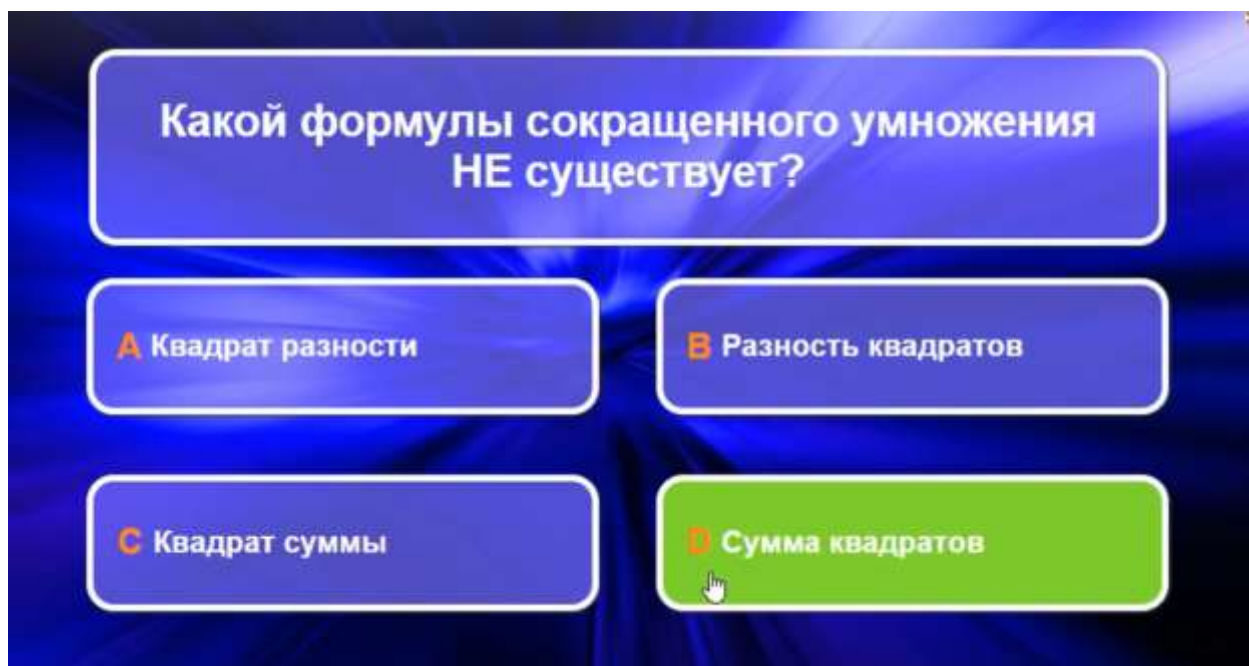 Какой формулы сокращенного умножения
НЕ существует?
A Квадрат разности
B Разность квадратов
C Квадрат суммы
D Сумма квадратов